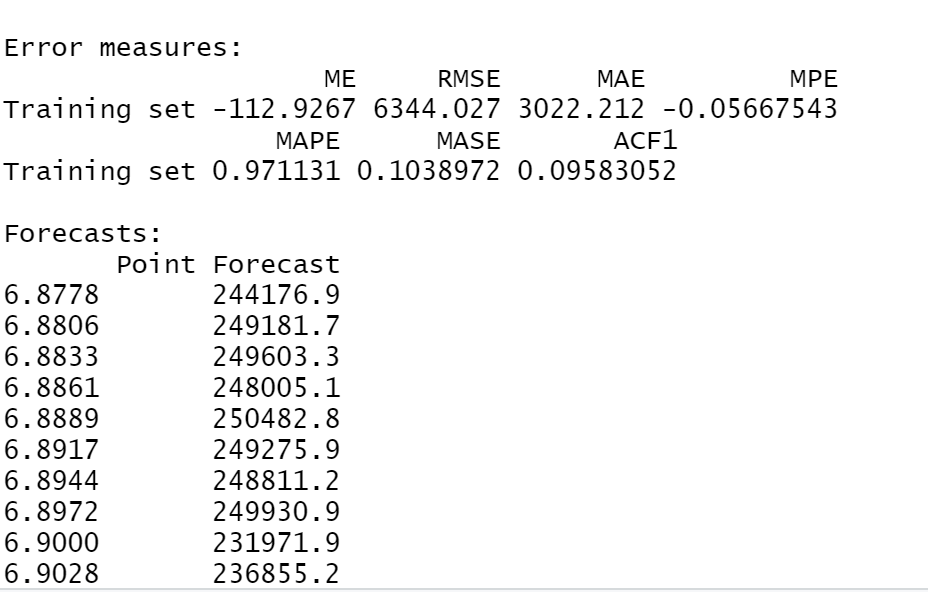 Error measures:
ME RMSE MAE MPE
Training set -112.9267 6344.027 3022.212 -0.05667543
MAPE MASE ACF1
Training set 0.971131 0.1038972 0.09583052
Forecasts:
Point Forecast
6.8778 244176.9
6.8806 249181.7
6.8833 249603.3
6.8861 248005.1
6.8889 250482.8
6.8917 249275.9
6.8944 248811.2
6.8972 249930.9
6.9000 231971.9
6.9028 236855.2